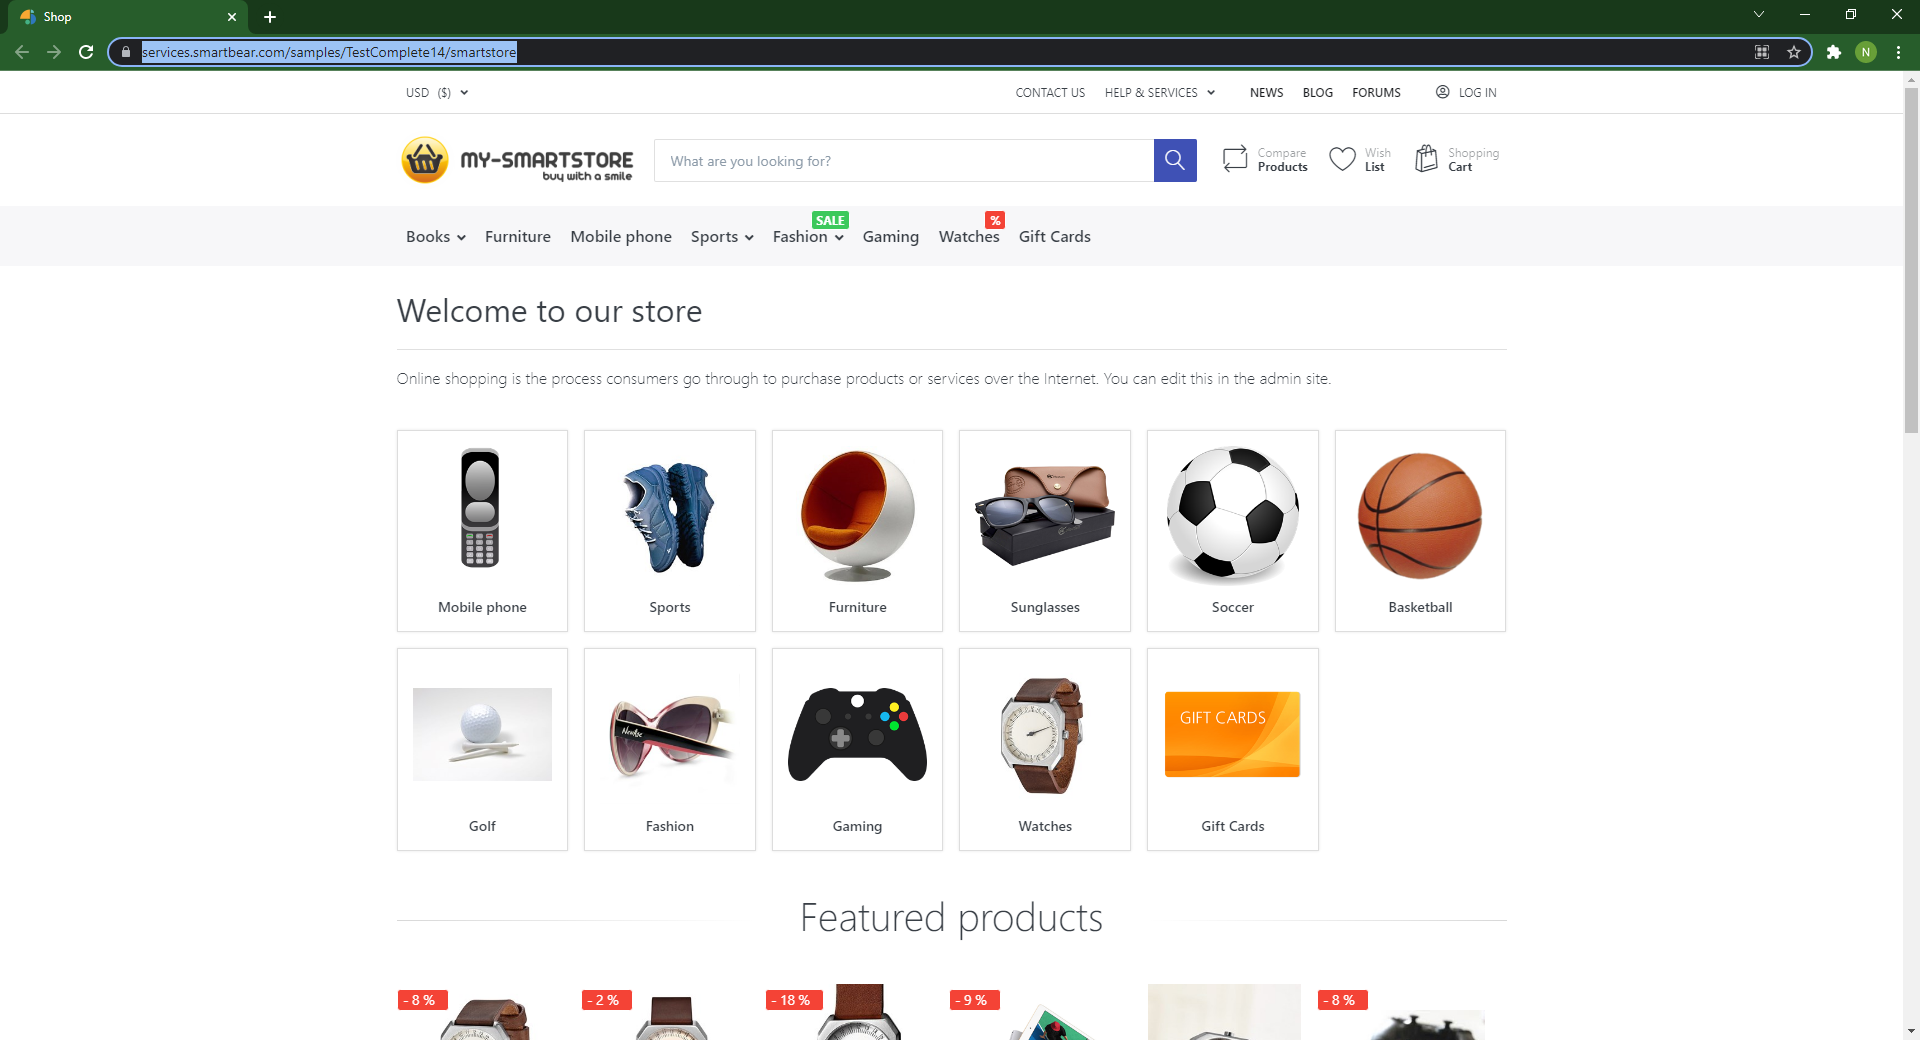 Shop
services.smartbear.com/samples/TestComplete14/smartstore
N
USD ($)
CONTACT US HELP & SERVICES NEWS BLOG FORUMS LOG IN
MY-SMARTSTORE
buy with a smile
What are you looking for?
Compare
Products
Wish
List
Shopping
Cart
SALE
%
Books Furniture Mobile phone Sports Fashion Gaming Watches Gift Cards
Welcome to our store
Online shopping is the process consumers go through to purchase products or services over the Internet. You can edit this in the admin site.
Mobile phone
Sports
Furniture
Sunglasses
Soccer
Basketball
Golf
Fashion
Gaming
Watches
GIFT CARDS
Gift Cards
Featured products
- 8 %
- 2 %
- 18 %
- 9 %
- 8 %